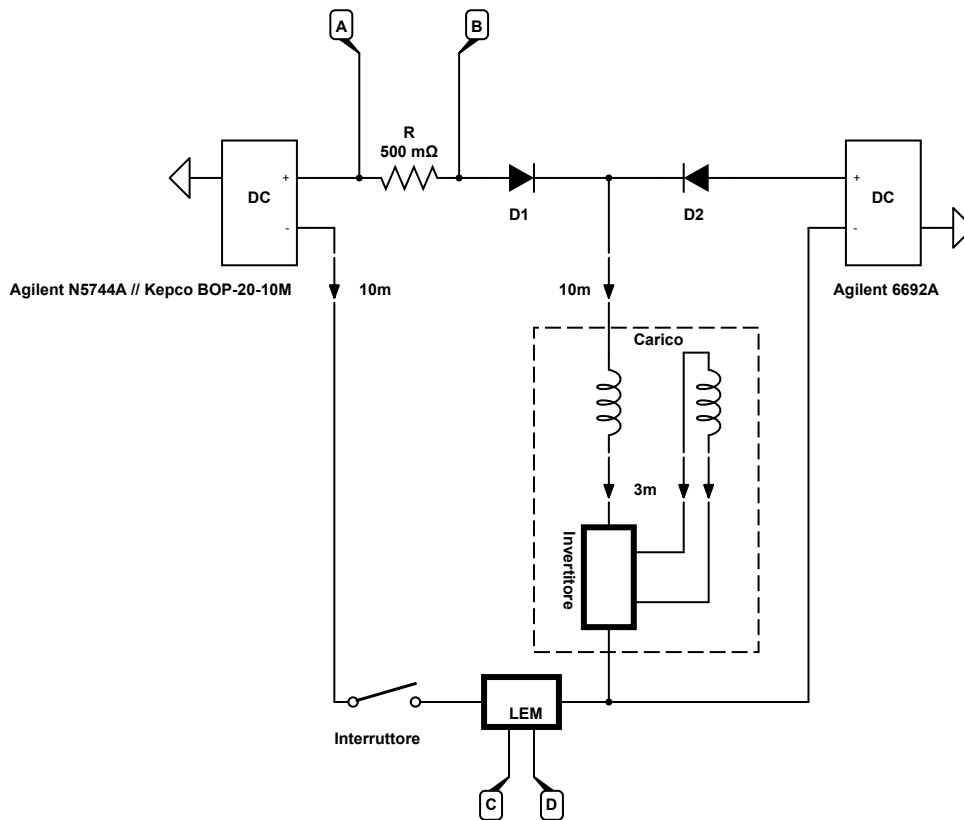 A
B
R
500 mΩ
DC
+
-
D1
D2
DC
+
-
Agilent N5744A // Kepco BOP-20-10M
10m
10m
Agilent 6692A
Carico
3m
Invertitore
LEM
Interruttore
C
D